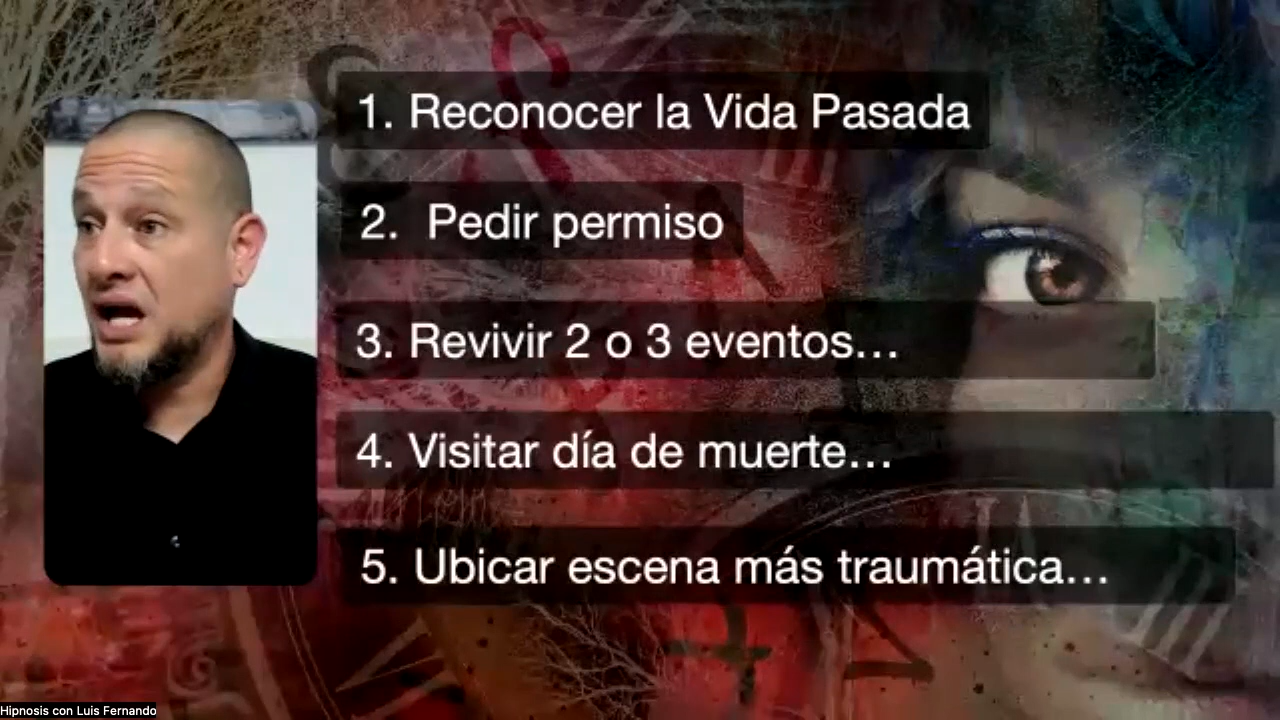 1. Reconocer la Vida Pasada
2. Pedir permiso
3. Revivir 2 o 3 eventos...
4. Visitar día de muerte...
5. Ubicar escena más traumática...
Hipnosis con Luis Fernando